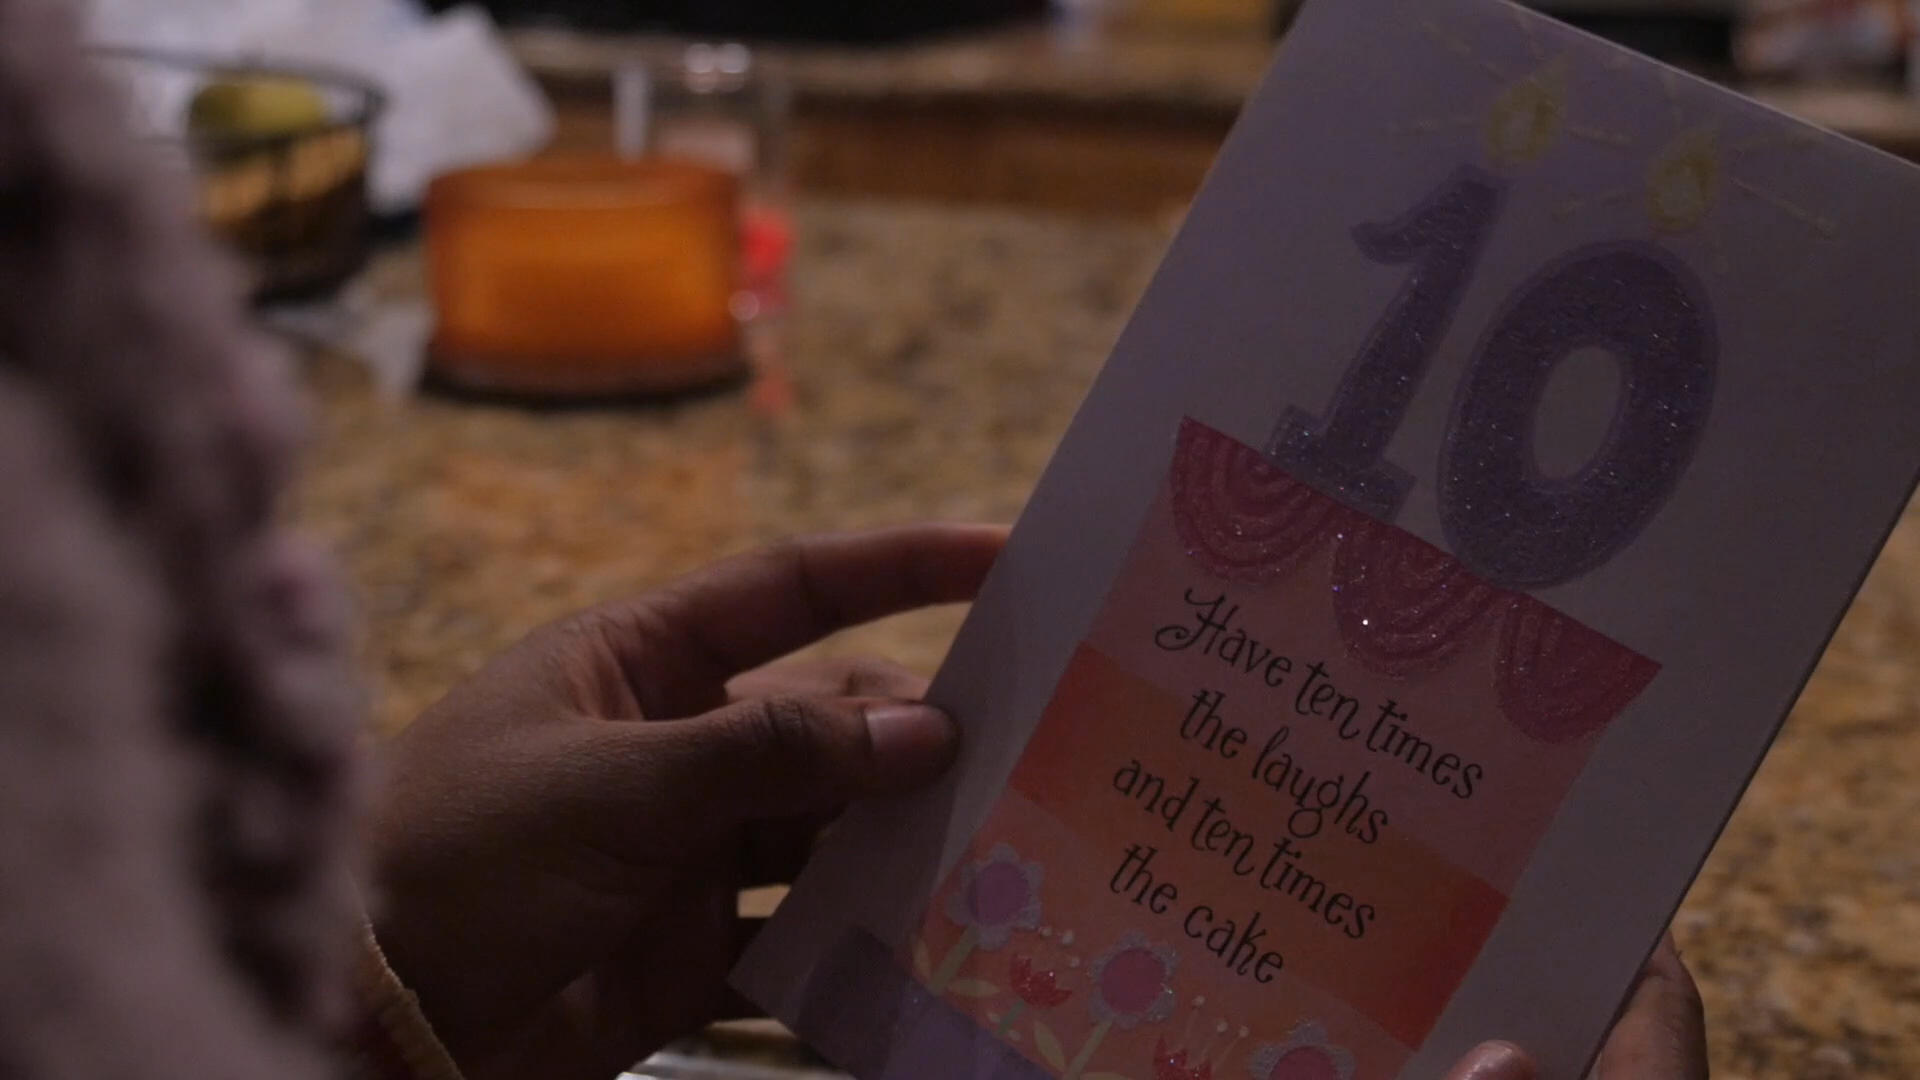 10
Have ten times
the laughs
and ten times
the cake